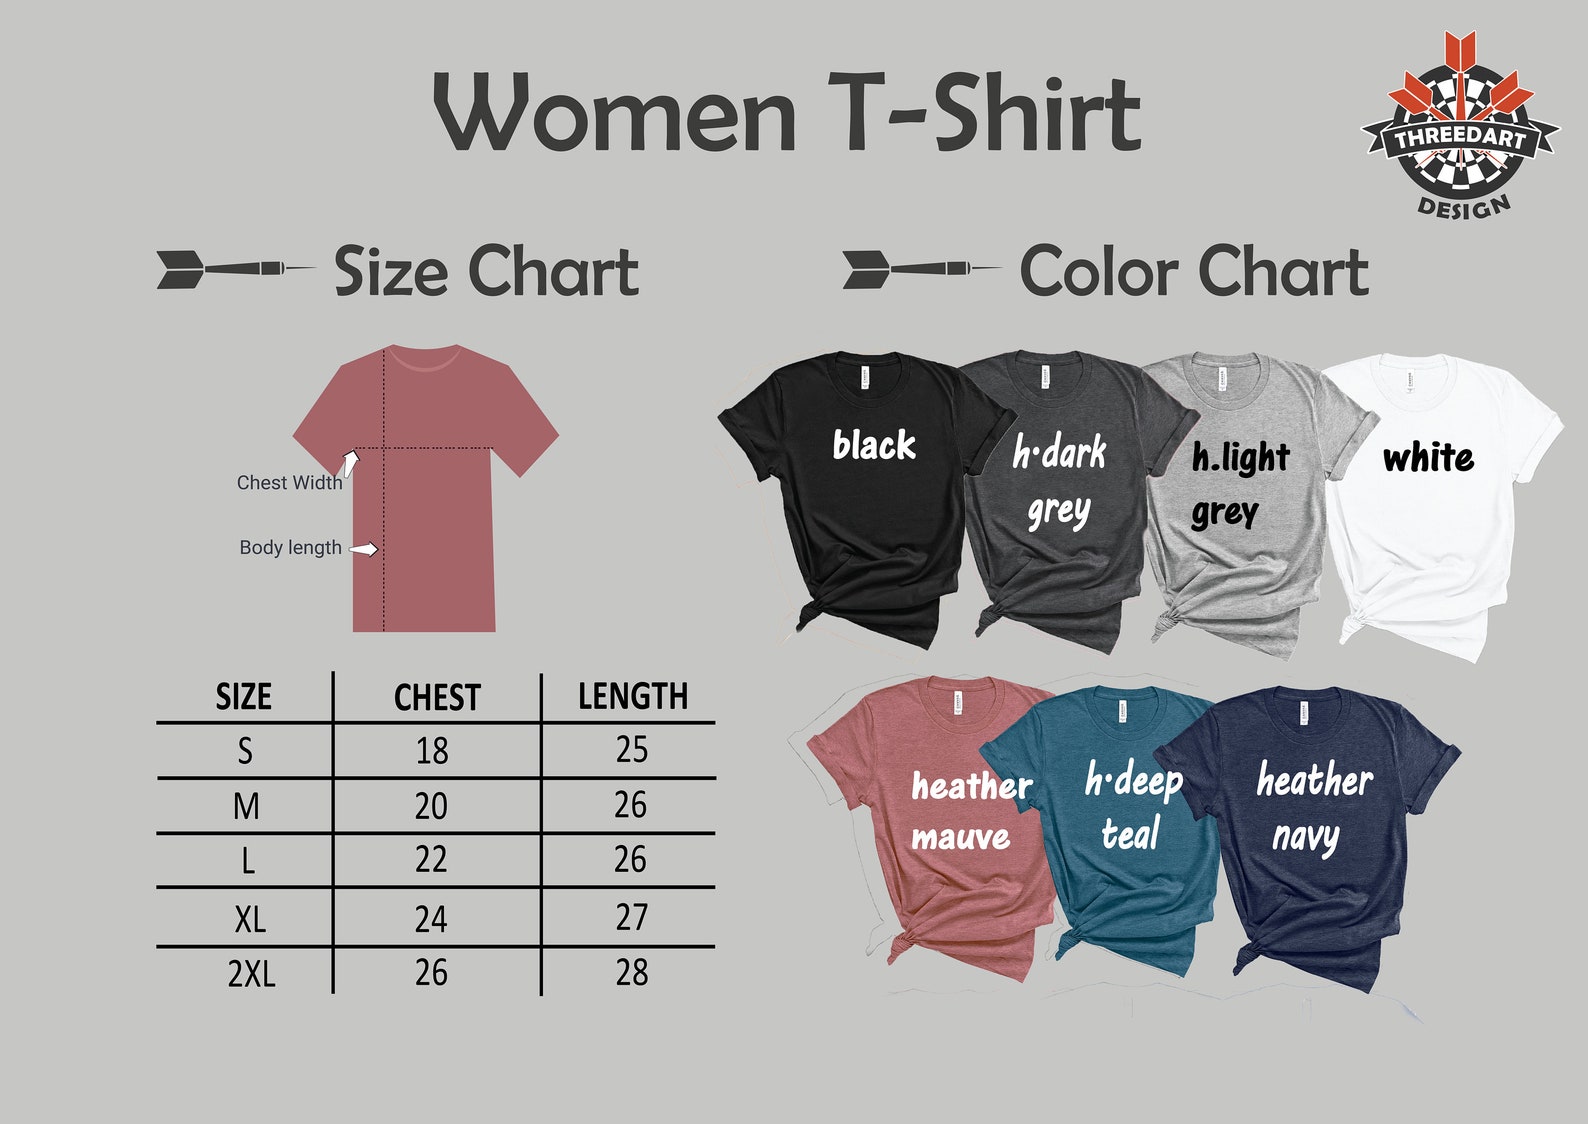 Women T-Shirt
THREEDART
DESIGN
Size Chart
Chest Width
Body length
SIZE CHEST LENGTH
S 18 25
M 20 26
L 22 26
XL 24 27
2XL 26 28
Color Chart
black
h·dark
grey
h.light
grey
white
heather
mauve
h·deep
teal
heather
navy